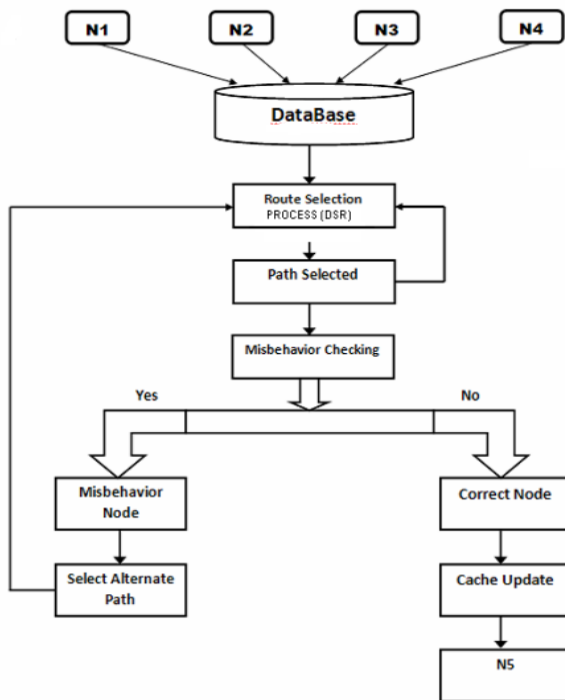 N1
N2
N3
N4
DataBase
Route Selection
PROCESS (DSR)
Path Selected
Misbehavior Checking
Yes
No
Misbehavior
Node
Correct Node
Select Alternate
Path
Cache Update
N5